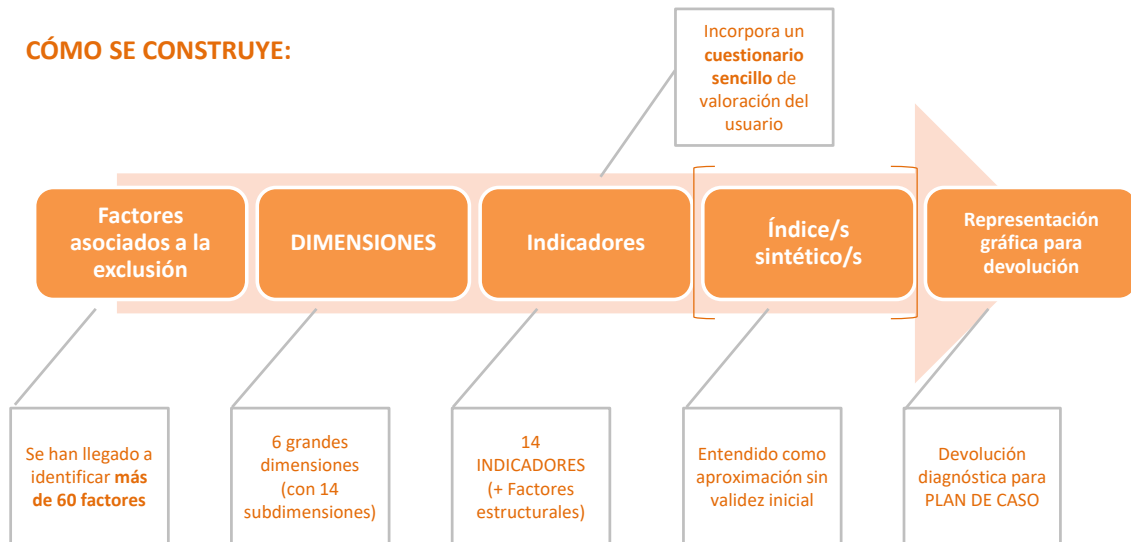 CÓMO SE CONSTRUYE:
Incorpora un
cuestionario
sencillo de
valoración del
usuario
Factores
asociados a la
exclusión
DIMENSIONES
Indicadores
Índice/s
sintético/s
Representación
gráfica para
devolución
Se han llegado a
identificar más
de 60 factores
6 grandes
dimensiones
(con 14
subdimensiones)
14
INDICADORES
(+ Factores
estructurales)
Entendido como
aproximación sin
validez inicial
Devolución
diagnóstica para
PLAN DE CASO